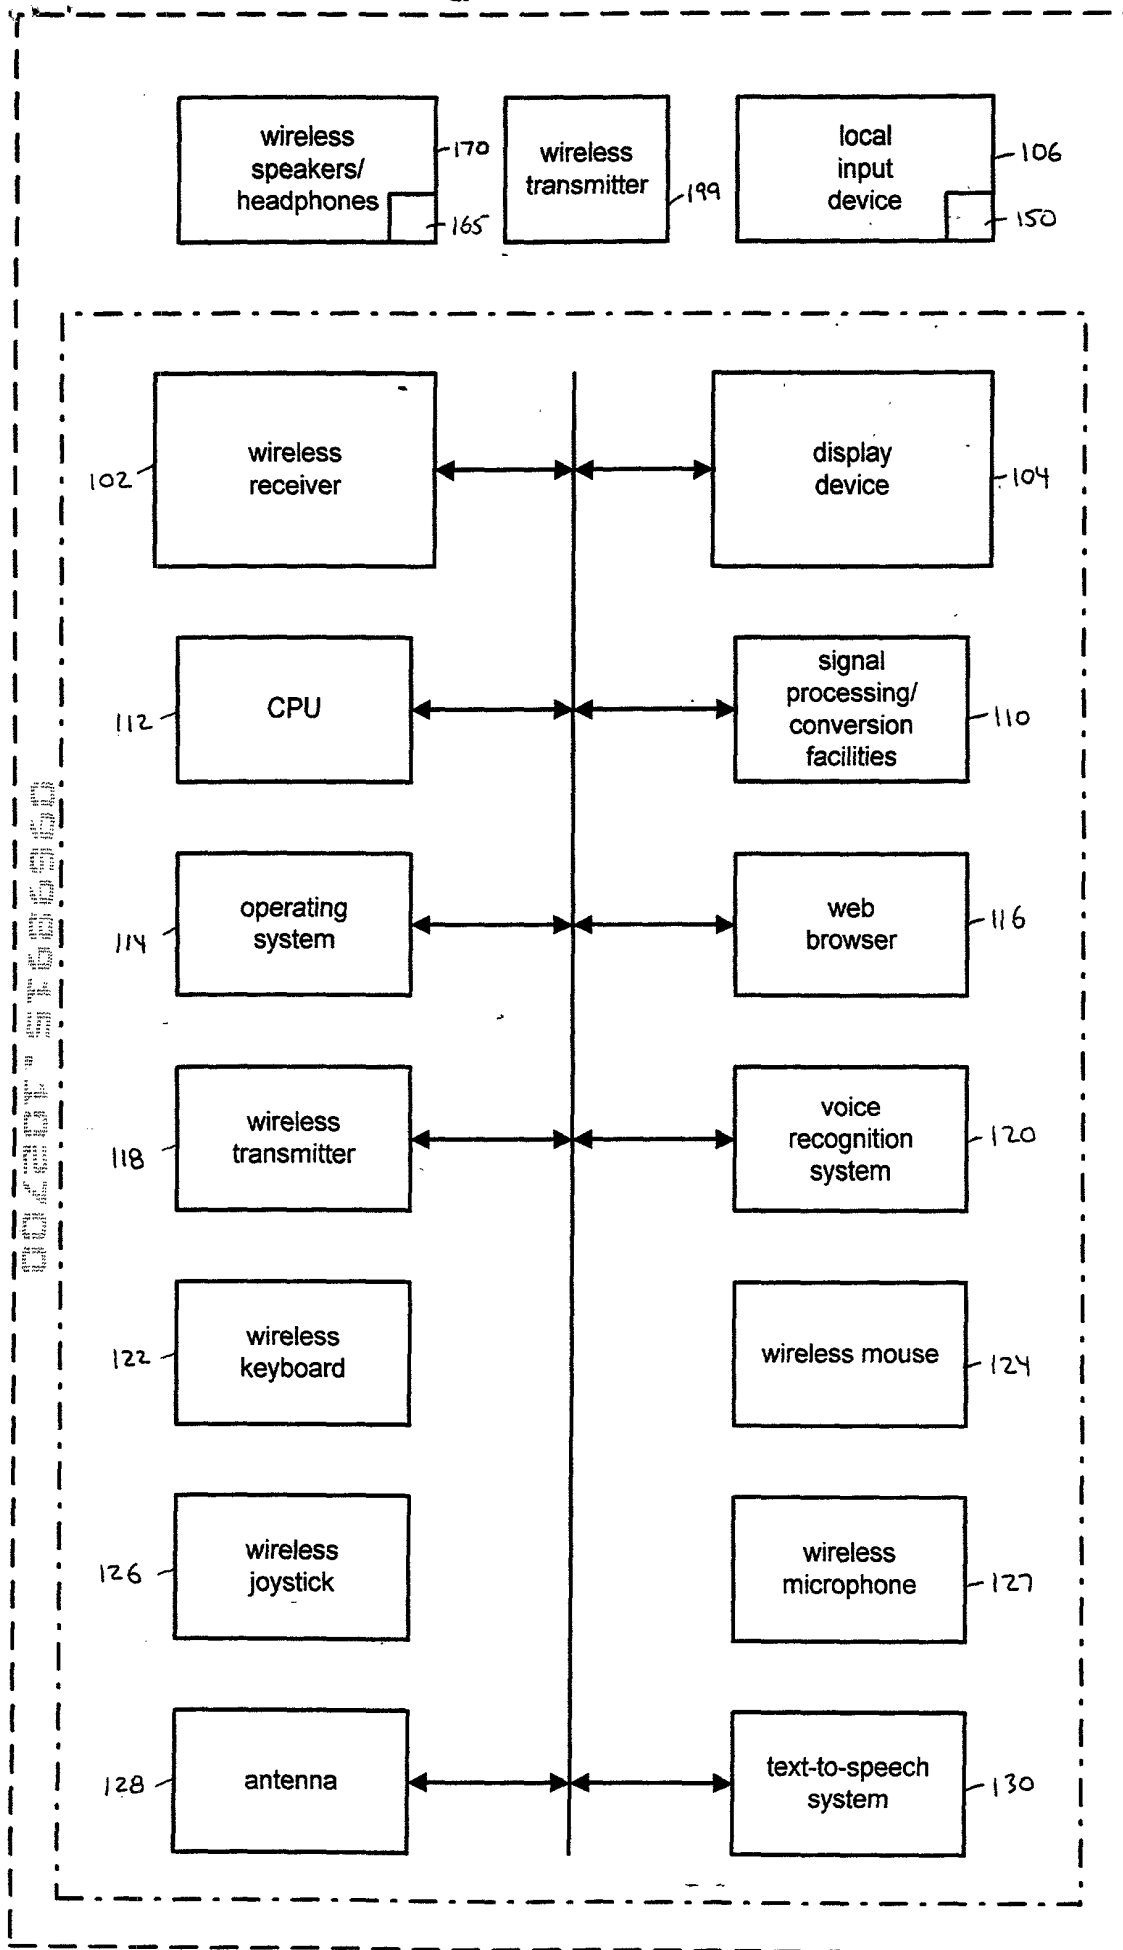 wireless
speakers/
headphones
170
165
wireless
transmitter
199
local
input
device
106
150
wireless
receiver
102
display
device
104
CPU
112
signal
processing/
conversion
facilities
110
operating
system
114
web
browser
116
wireless
transmitter
118
voice
recognition
system
120
wireless
keyboard
122
wireless mouse
124
wireless
joystick
126
wireless
microphone
127
antenna
128
text-to-speech
system
130